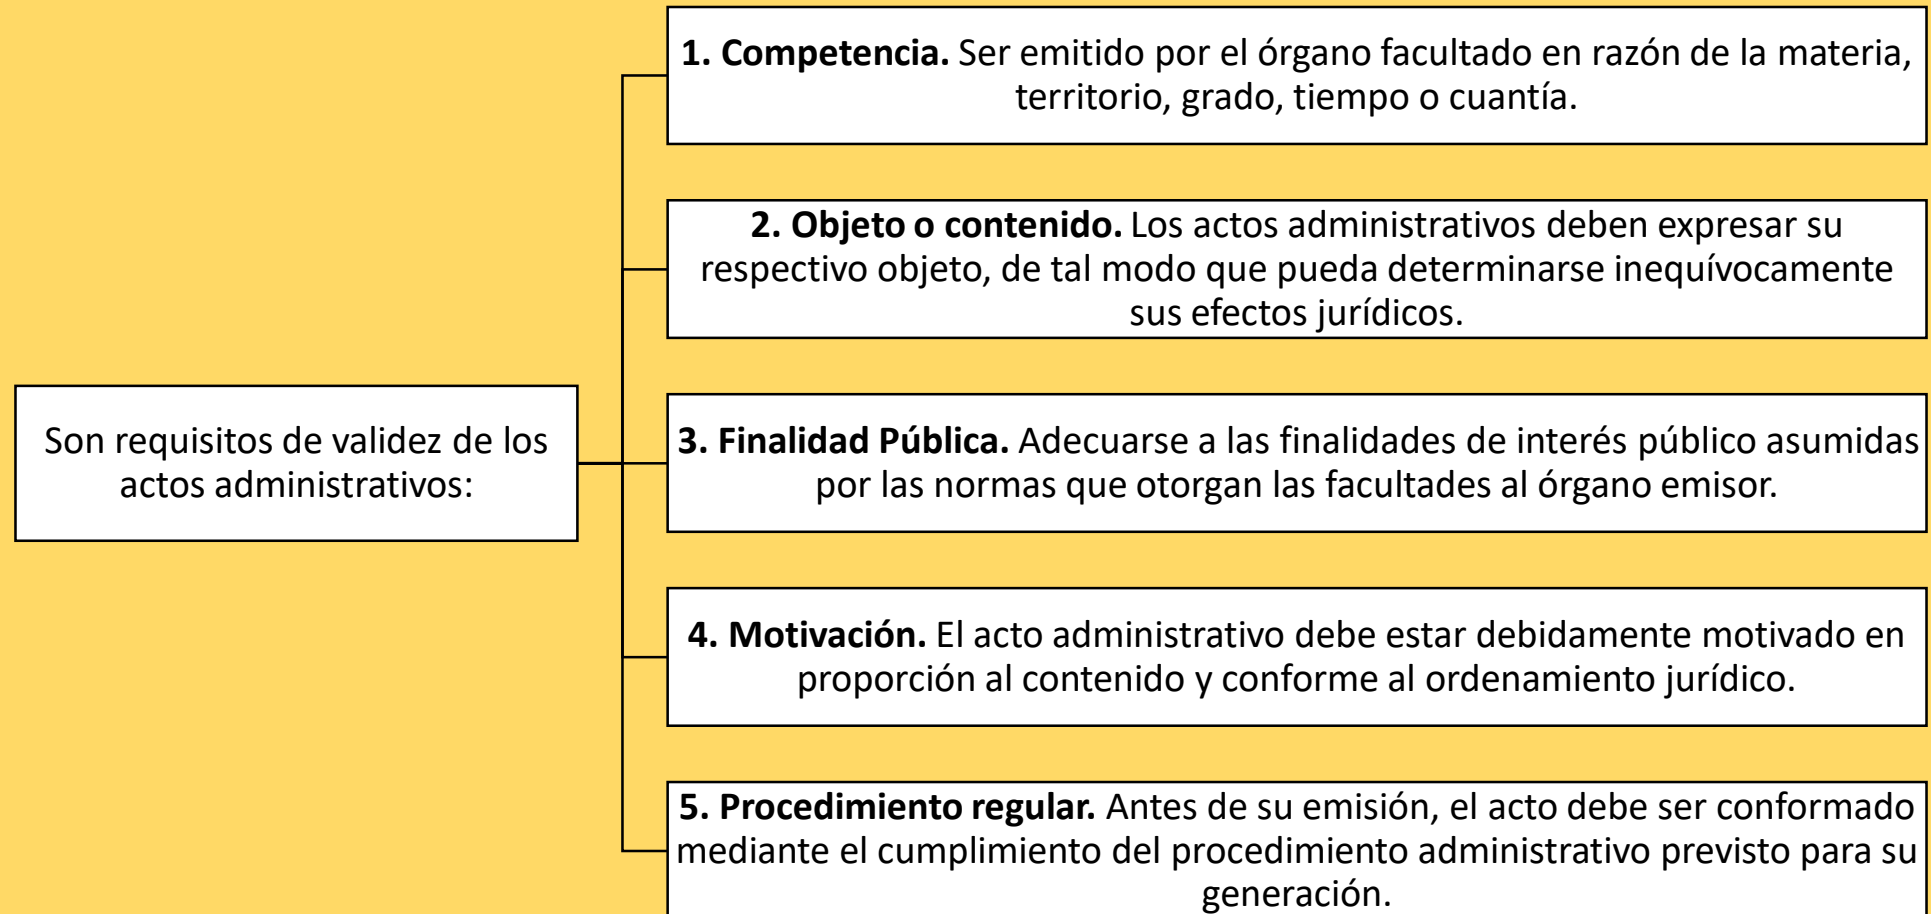 Son requisitos de validez de los
actos administrativos:
1. Competencia. Ser emitido por el órgano facultado en razón de la materia,
territorio, grado, tiempo o cuantía.
2. Objeto o contenido. Los actos administrativos deben expresar su
respectivo objeto, de tal modo que pueda determinarse inequívocamente
sus efectos jurídicos.
3. Finalidad Pública. Adecuarse a las finalidades de interés público asumidas
por las normas que otorgan las facultades al órgano emisor.
4. Motivación. El acto administrativo debe estar debidamente motivado en
proporción al contenido y conforme al ordenamiento jurídico.
5. Procedimiento regular. Antes de su emisión, el acto debe ser conformado
mediante el cumplimiento del procedimiento administrativo previsto para su
generación.